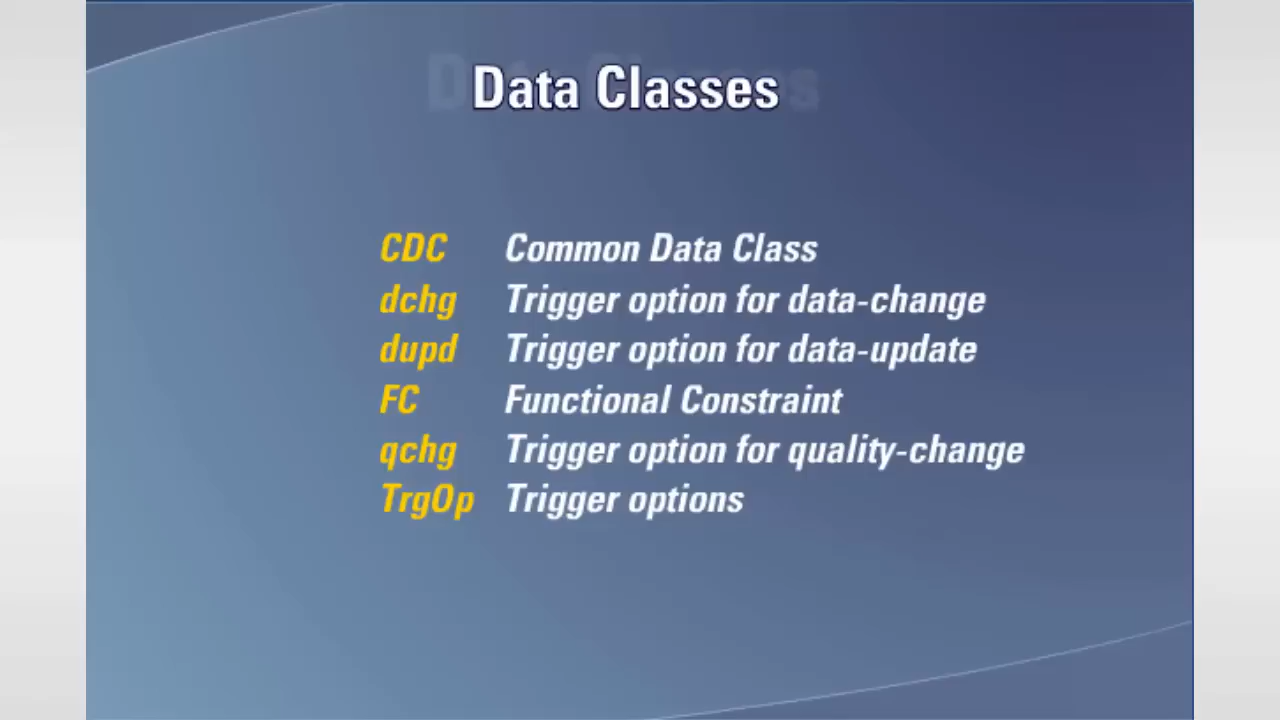 Data Classes
CDC Common Data Class
dchg Trigger option for data-change
dupd Trigger option for data-update
FC Functional Constraint
qchg Trigger option for quality-change
TrgOp Trigger options